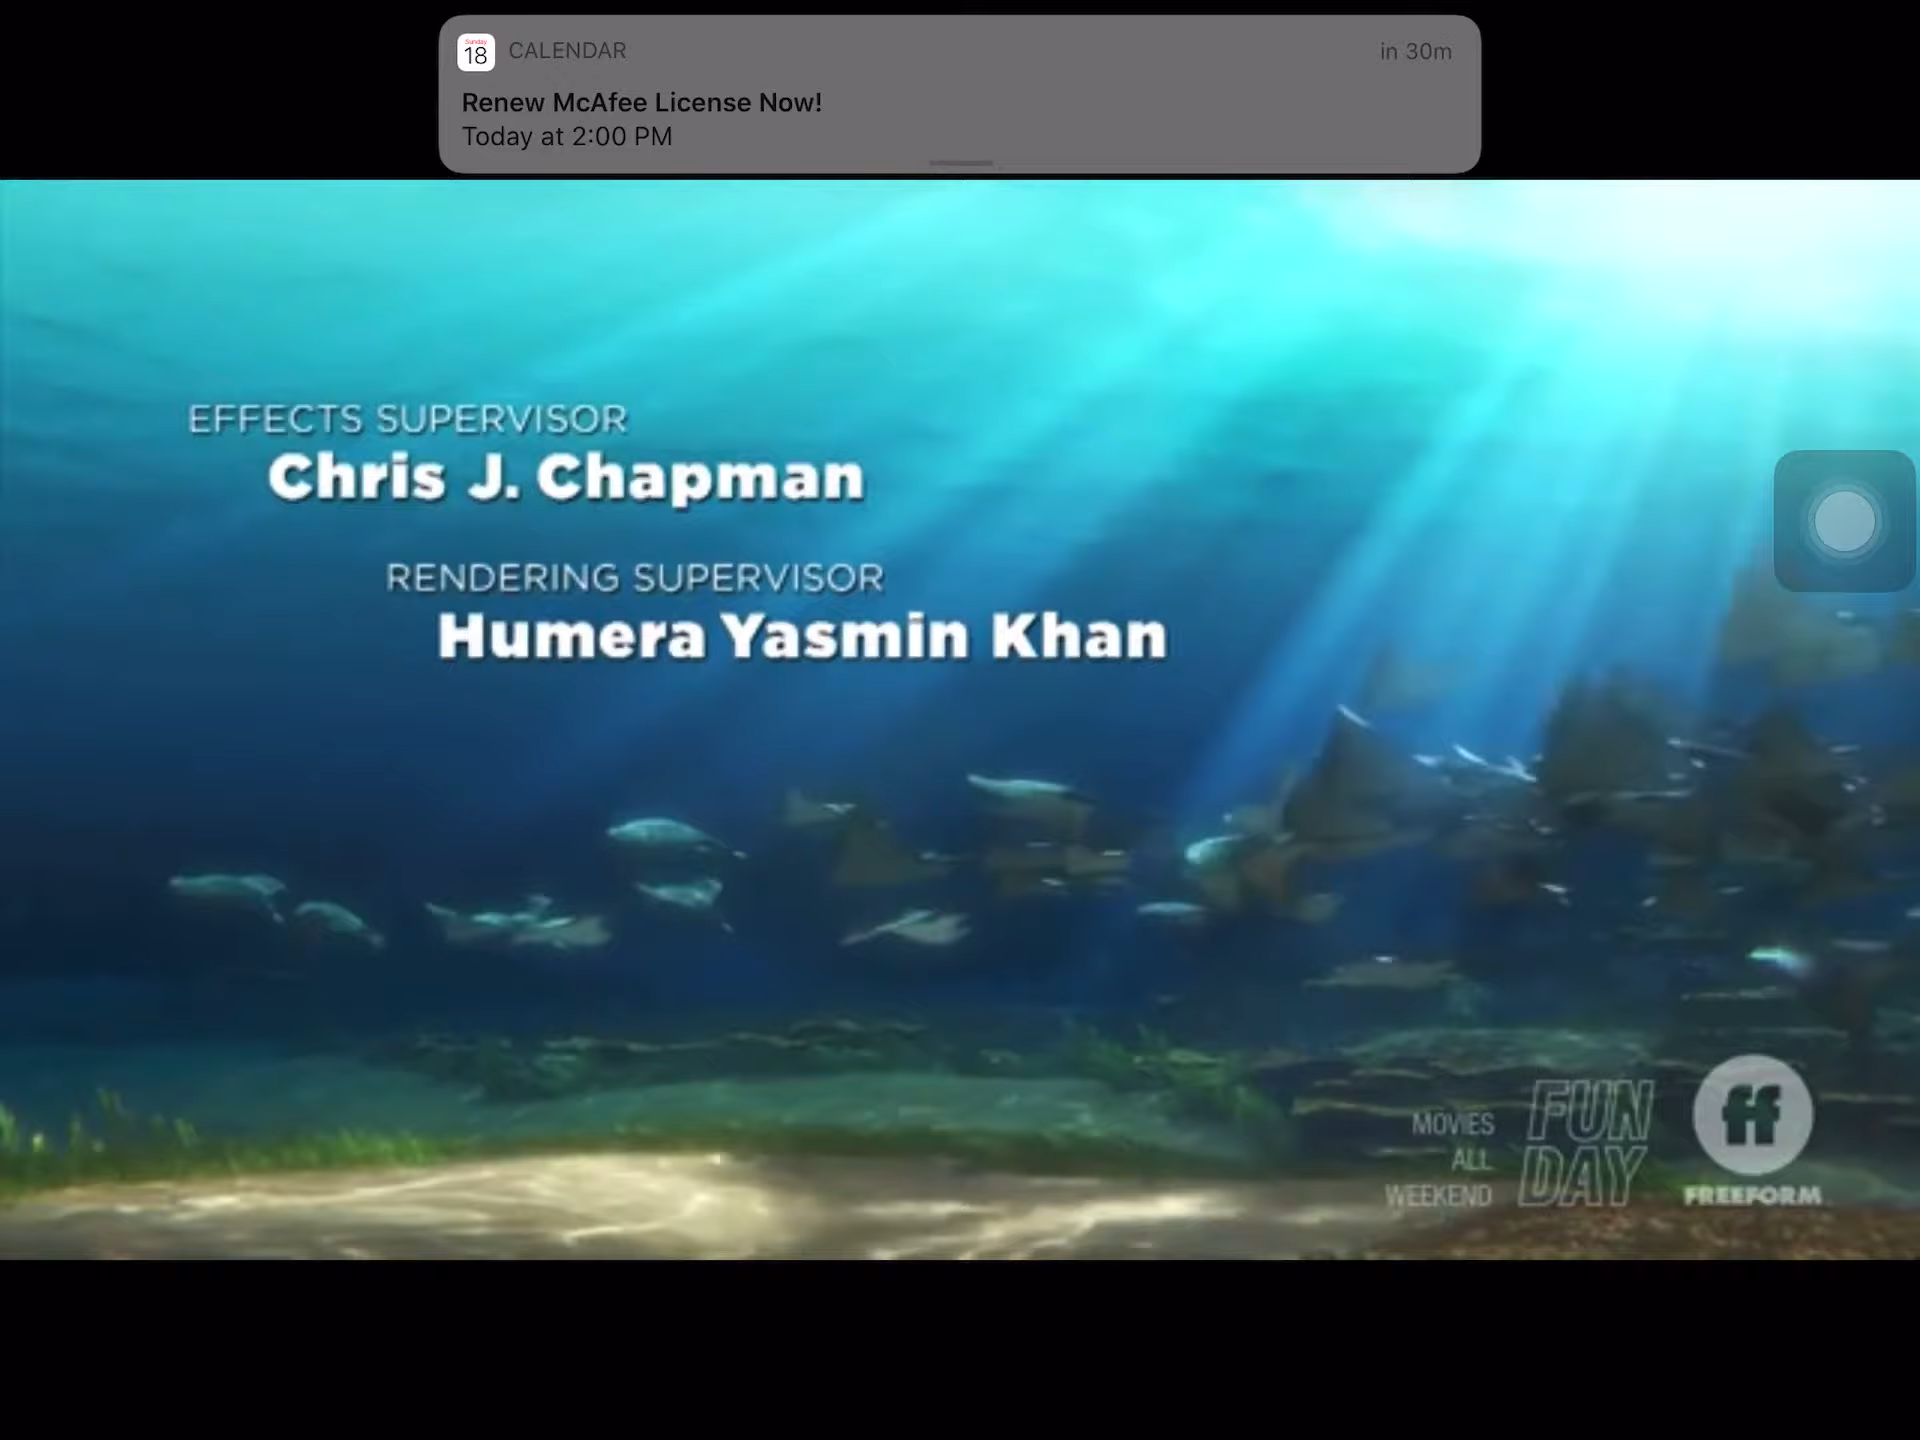 Sunday
18
CALENDAR
in 30m
Renew McAfee License Now!
Today at 2:00 PM
EFFECTS SUPERVISOR
Chris J. Chapman
RENDERING SUPERVISOR
Humera Yasmin Khan
MOVIES
ALL
WEEKEND
FUN
DAY
ff
FREEFORM